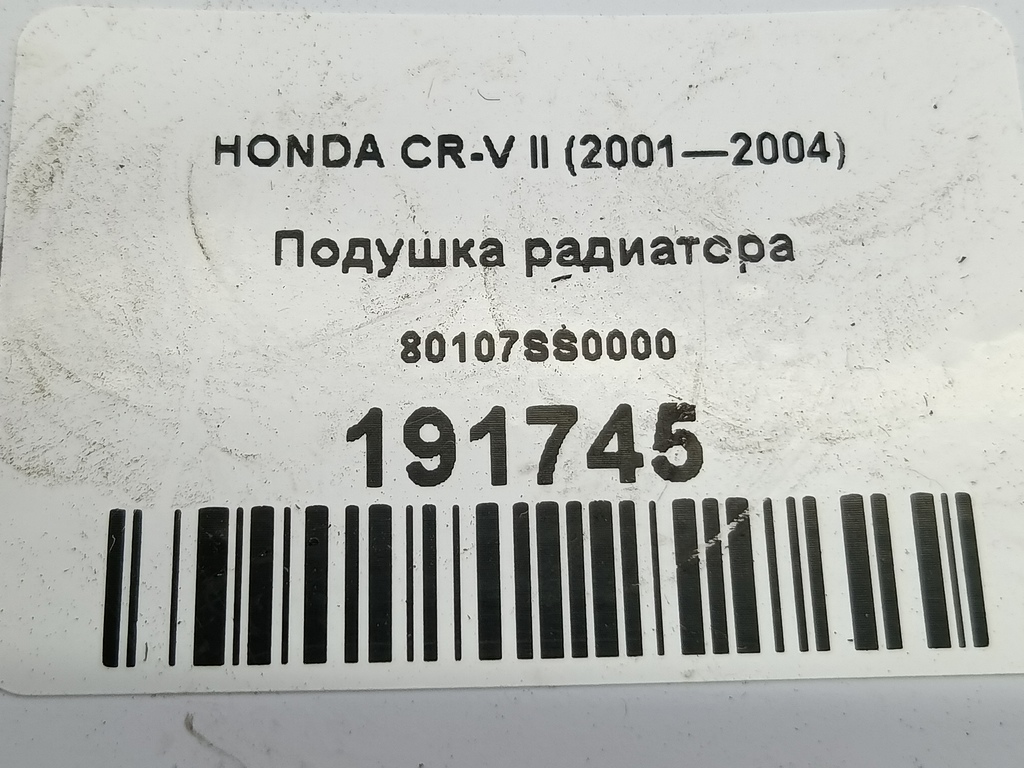 HONDA CR-V II (2001—2004)
Подушка радиатора
80107SS0000
191745